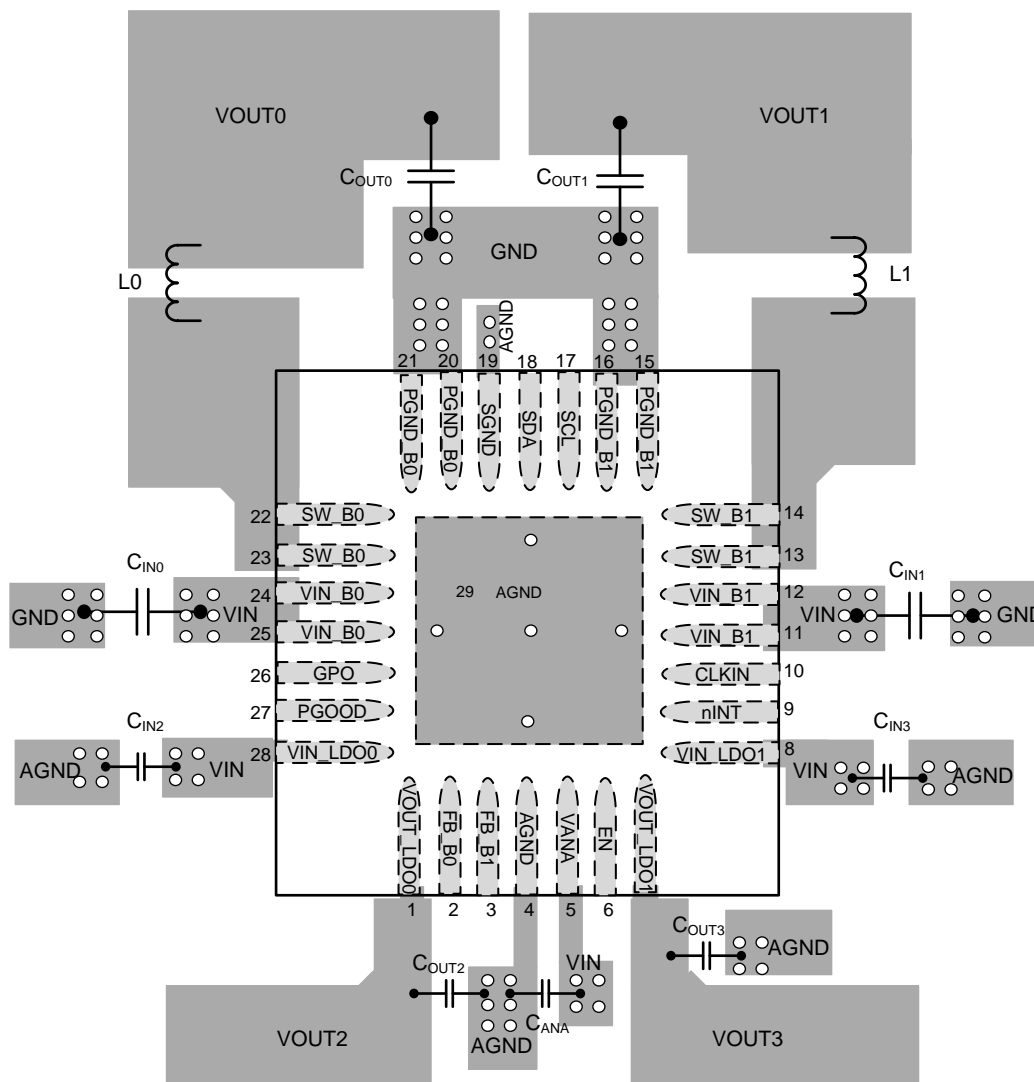 VOUT0
VOUT1
COUT0
COUT1
GND
L0
L1
AGND
21
20
19
18
17
16
15
PGND_B0
PGND_B0
SGND
SDA
SCL
PGND_B1
PGND_B1
22
SW_B0
SW_B1
14
23
SW_B0
SW_B1
13
CIN0
CIN1
24
VIN_B0
29
AGND
VIN_B1
12
GND
VIN
VIN
GND
25
VIN_B0
VIN_B1
11
26
GPO
CLKIN
10
27
PGOOD
nINT
9
CIN2
CIN3
28
VIN_LDO0
VIN_LDO1
8
AGND
VIN
VIN
AGND
VOUT_LDO0
FB_B0
FB_B1
AGND
VANA
EN
VOUT_LDO1
1
2
3
4
5
6
COUT3
AGND
COUT2
VIN
CANA
VOUT2
AGND
VOUT3